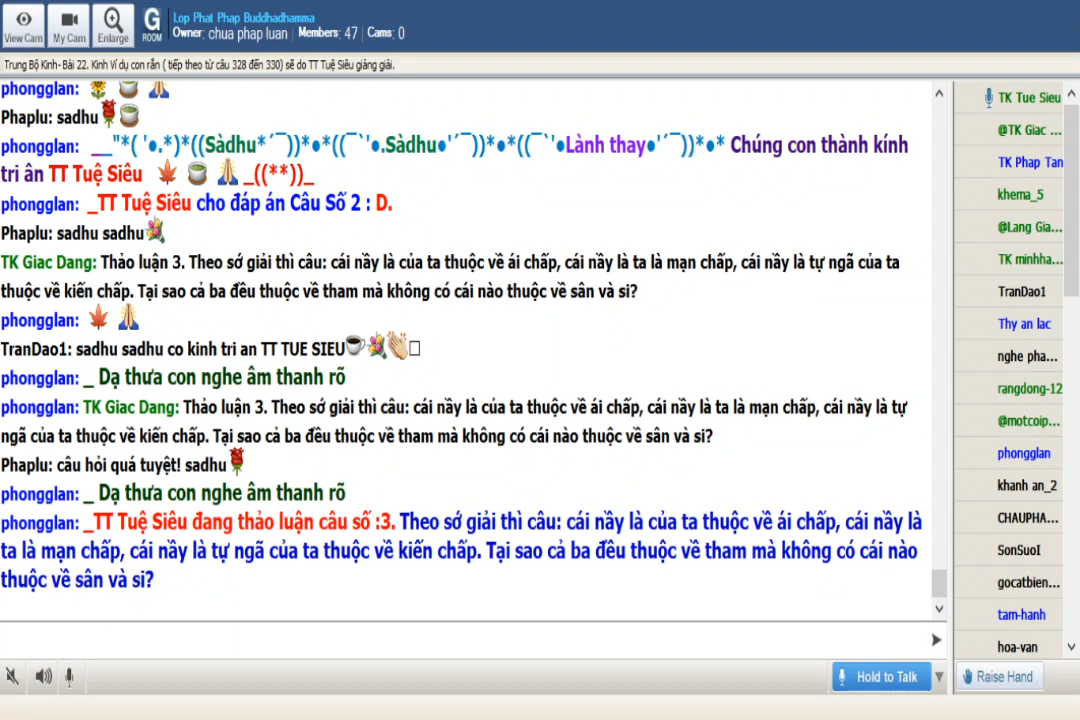 View Cam
My Cam
Enlarge
G
ROOM
Lop Phat Phap Buddhadhamma
Owner: chua phap luan | Members: 47 | Cams: 0
Trung Bộ Kinh- Bài 22. Kinh Ví dụ con rắn ( tiếp theo từ câu 328 đến 330) sẽ do TT Tuệ Siêu giảng giải.
phongglan:
Phaplu: sadhu
phongglan: __"*( '●.*)*((Sàdhu*´¯))*●*((¯`'●.Sàdhu●'´¯))*●*((¯`'●Lành thay●'´¯))*●* Chúng con thành kính
tri ân TT Tuệ Siêu _((**))_
phongglan: _TT Tuệ Siêu cho đáp án Câu Số 2 : D.
Phaplu: sadhu sadhu
TK Giac Dang: Thảo luận 3. Theo sớ giải thì câu: cái nầy là của ta thuộc về ái chấp, cái nầy là ta là mạn chấp, cái nầy là tự ngã của ta
thuộc về kiến chấp. Tại sao cả ba đều thuộc về tham mà không có cái nào thuộc về sân và si?
phongglan:
TranDao1: sadhu sadhu co kinh tri an TT TUE SIEU
phongglan: _ Dạ thưa con nghe âm thanh rõ
phongglan: TK Giac Dang: Thảo luận 3. Theo sớ giải thì câu: cái nầy là của ta thuộc về ái chấp, cái nầy là ta là mạn chấp, cái nầy là tự
ngã của ta thuộc về kiến chấp. Tại sao cả ba đều thuộc về tham mà không có cái nào thuộc về sân và si?
Phaplu: câu hỏi quá tuyệt! sadhu
phongglan: _ Dạ thưa con nghe âm thanh rõ
phongglan: _TT Tuệ Siêu đang thảo luận câu số :3. Theo sớ giải thì câu: cái nầy là của ta thuộc về ái chấp, cái nầy là
ta là mạn chấp, cái nầy là tự ngã của ta thuộc về kiến chấp. Tại sao cả ba đều thuộc về tham mà không có cái nào
thuộc về sân và si?
TK Tue Sieu
@TK Giac ...
TK Phap Tan
khema_5
@Lang Gia...
TK minhha...
TranDao1
Thy an lac
nghe pha...
rangdong-12
@motcoip...
phongglan
khanh an_2
CHAUPHA...
SonSuoI
gocatbien...
tam-hanh
hoa-van
Hold to Talk
Raise Hand